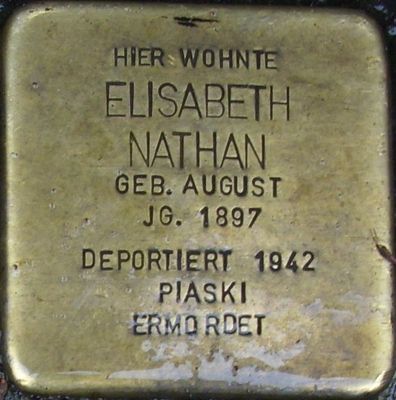 HIER WOHNTE
ELISABETH
NATHAN
GEB. AUGUST
JG. 1897
DEPORTIERT 1942
PIASKI
ERMORDET